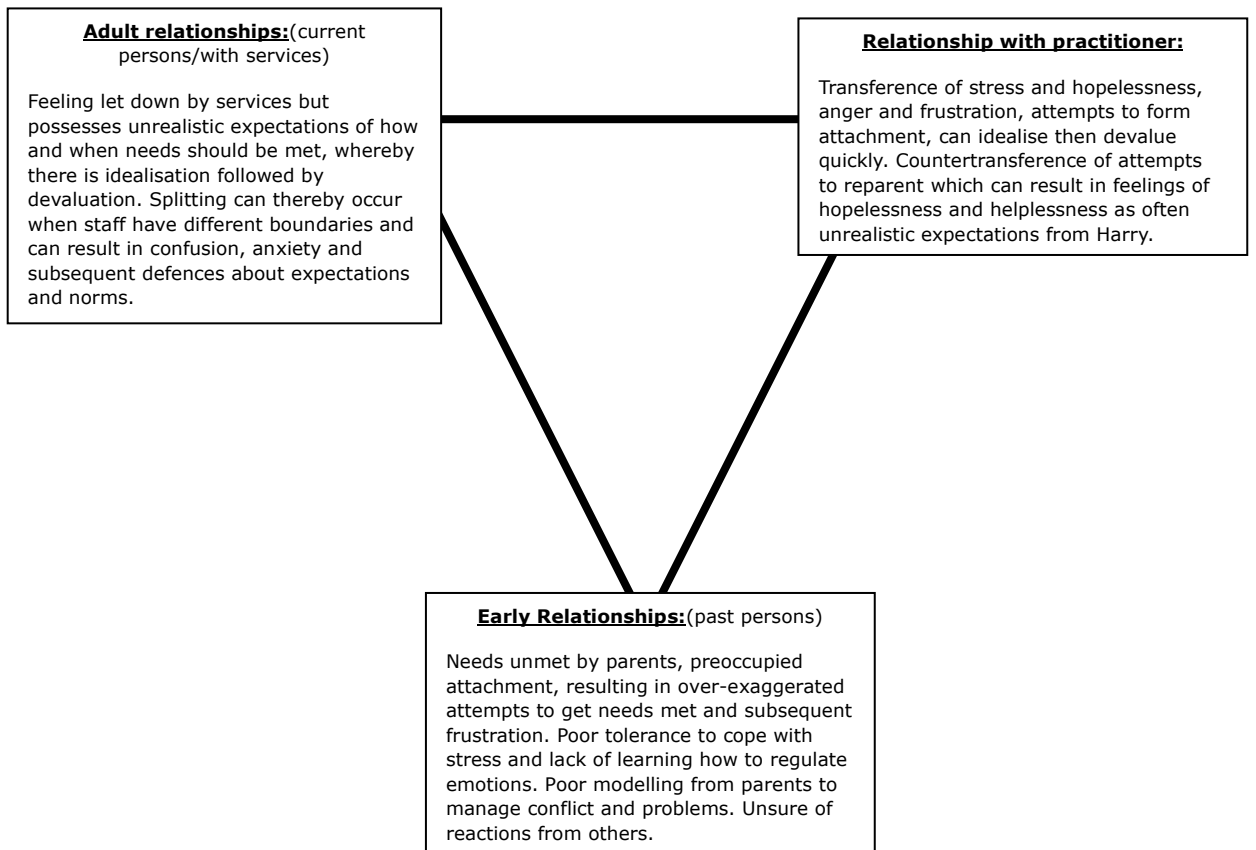 Adult relationships:(current
persons/with services)
Feeling let down by services but
possesses unrealistic expectations of how
and when needs should be met, whereby
there is idealisation followed by
devaluation. Splitting can thereby occur
when staff have different boundaries and
can result in confusion, anxiety and
subsequent defences about expectations
and norms.
Relationship with practitioner:
Transference of stress and hopelessness,
anger and frustration, attempts to form
attachment, can idealise then devalue
quickly. Countertransference of attempts
to reparent which can result in feelings of
hopelessness and helplessness as often
unrealistic expectations from Harry.
Early Relationships:(past persons)
Needs unmet by parents, preoccupied
attachment, resulting in over-exaggerated
attempts to get needs met and subsequent
frustration. Poor tolerance to cope with
stress and lack of learning how to regulate
emotions. Poor modelling from parents to
manage conflict and problems. Unsure of
reactions from others.